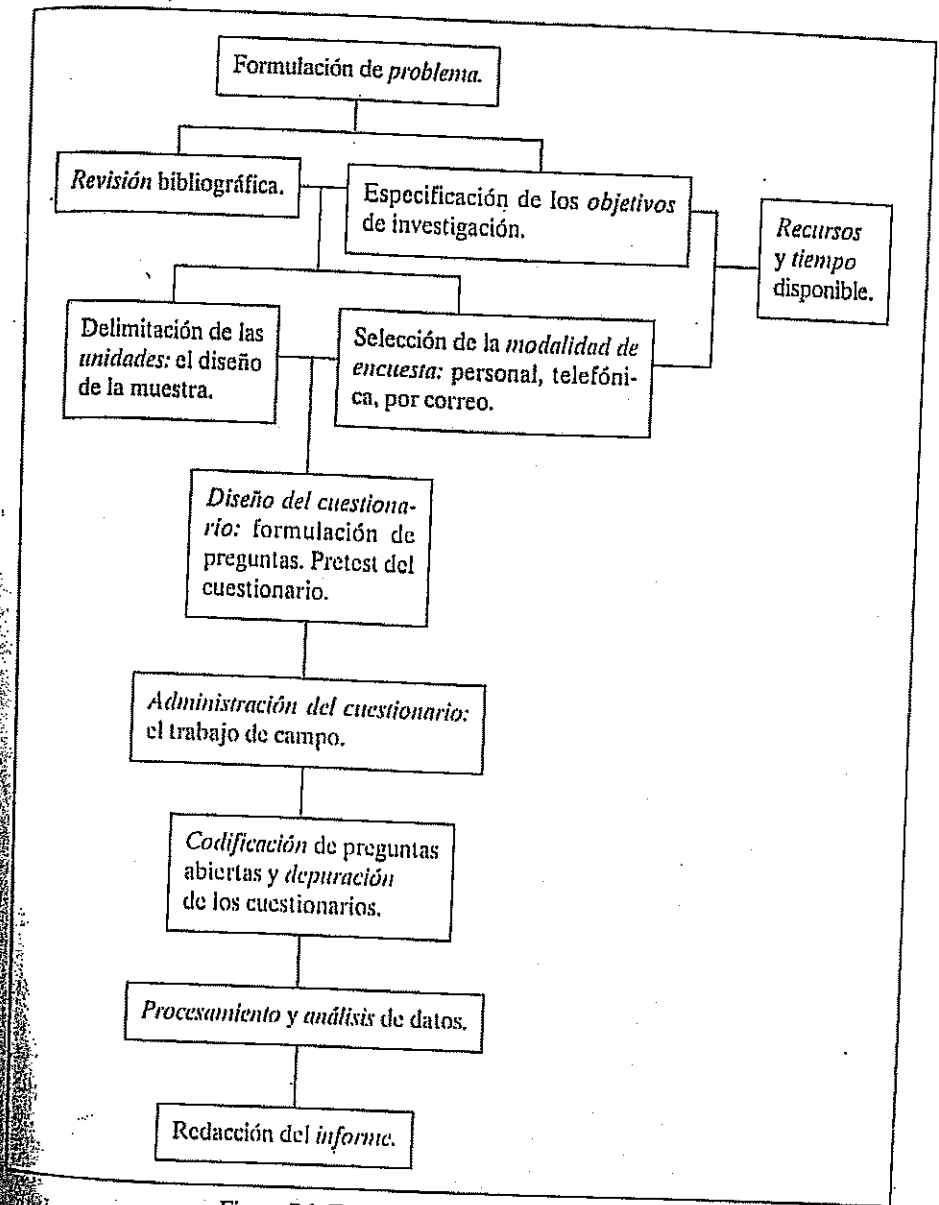 Formulación de problema.
Revisión bibliográfica.
Especificación de los objetivos
de investigación.
Recursos
y tiempo
disponible.
Delimitación de las
unidades: el diseño
de la muestra.
Selección de la modalidad de
encuesta: personal, telefóni-
ca, por correo.
Diseño del cuestiona-
rio: formulación de
preguntas. Pretest del
cuestionario.
Administración del cuestionario:
el trabajo de campo.
Codificación de preguntas
abiertas y depuración
de los cuestionarios.
Procesamiento y análisis de datos.
Redacción del informe.